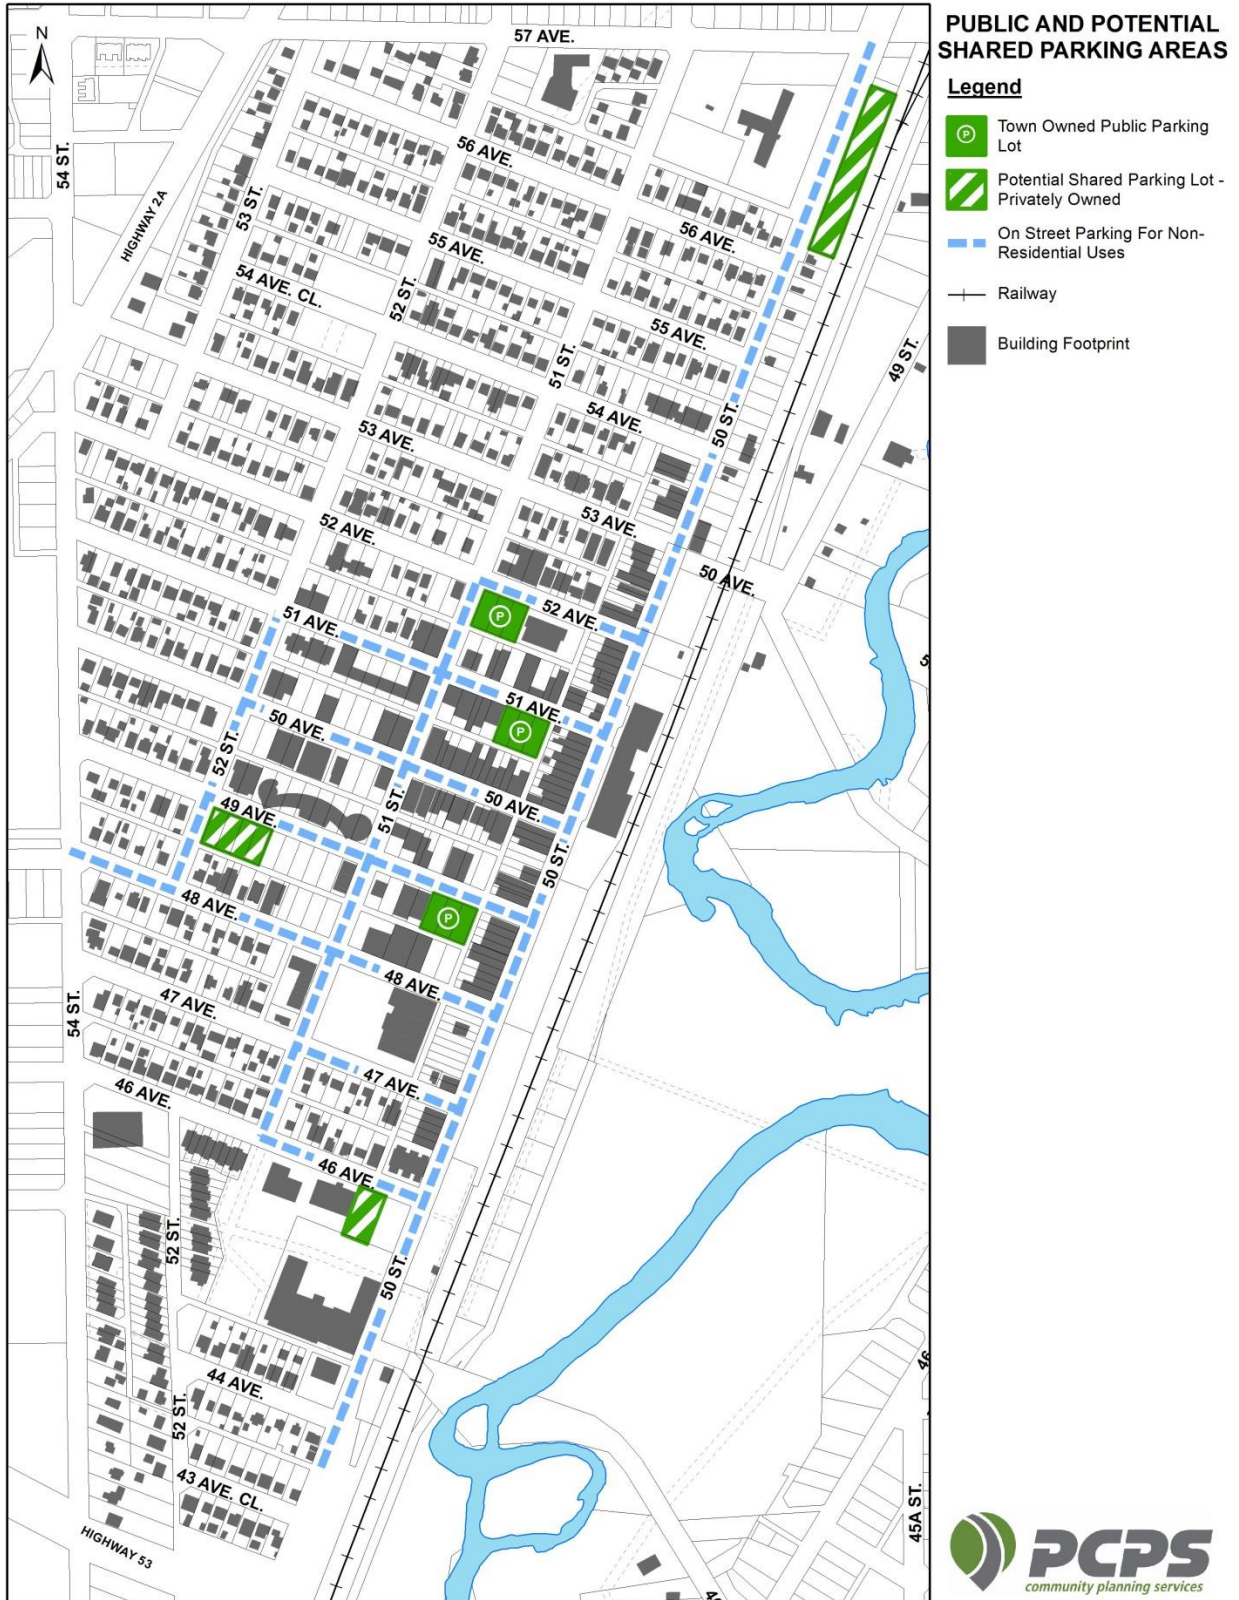 PUBLIC AND POTENTIAL
SHARED PARKING AREAS
Legend
P
Town Owned Public Parking
Lot
Potential Shared Parking Lot -
Privately Owned
On Street Parking For Non-
Residential Uses
Railway
Building Footprint
N
57 AVE.
54 ST.
HIGHWAY 2A
53 ST.
56 AVE.
56 AVE.
55 AVE.
54 AVE. CL.
52 ST.
55 AVE.
51 ST.
49 ST.
54 AVE.
50 ST.
53 AVE.
53 AVE.
52 AVE.
50 AVE.
52 AVE.
P
51 AVE.
51 AVE.
P
50 AVE.
52 ST.
50 AVE.
51 ST.
49 AVE.
50 ST.
48 AVE.
P
48 AVE.
47 AVE.
54 ST.
47 AVE.
46 AVE.
46 AVE.
52 ST.
50 ST.
44 AVE.
52 ST.
43 AVE. CL.
HIGHWAY 53
46
45A ST.
PCPS
community planning services